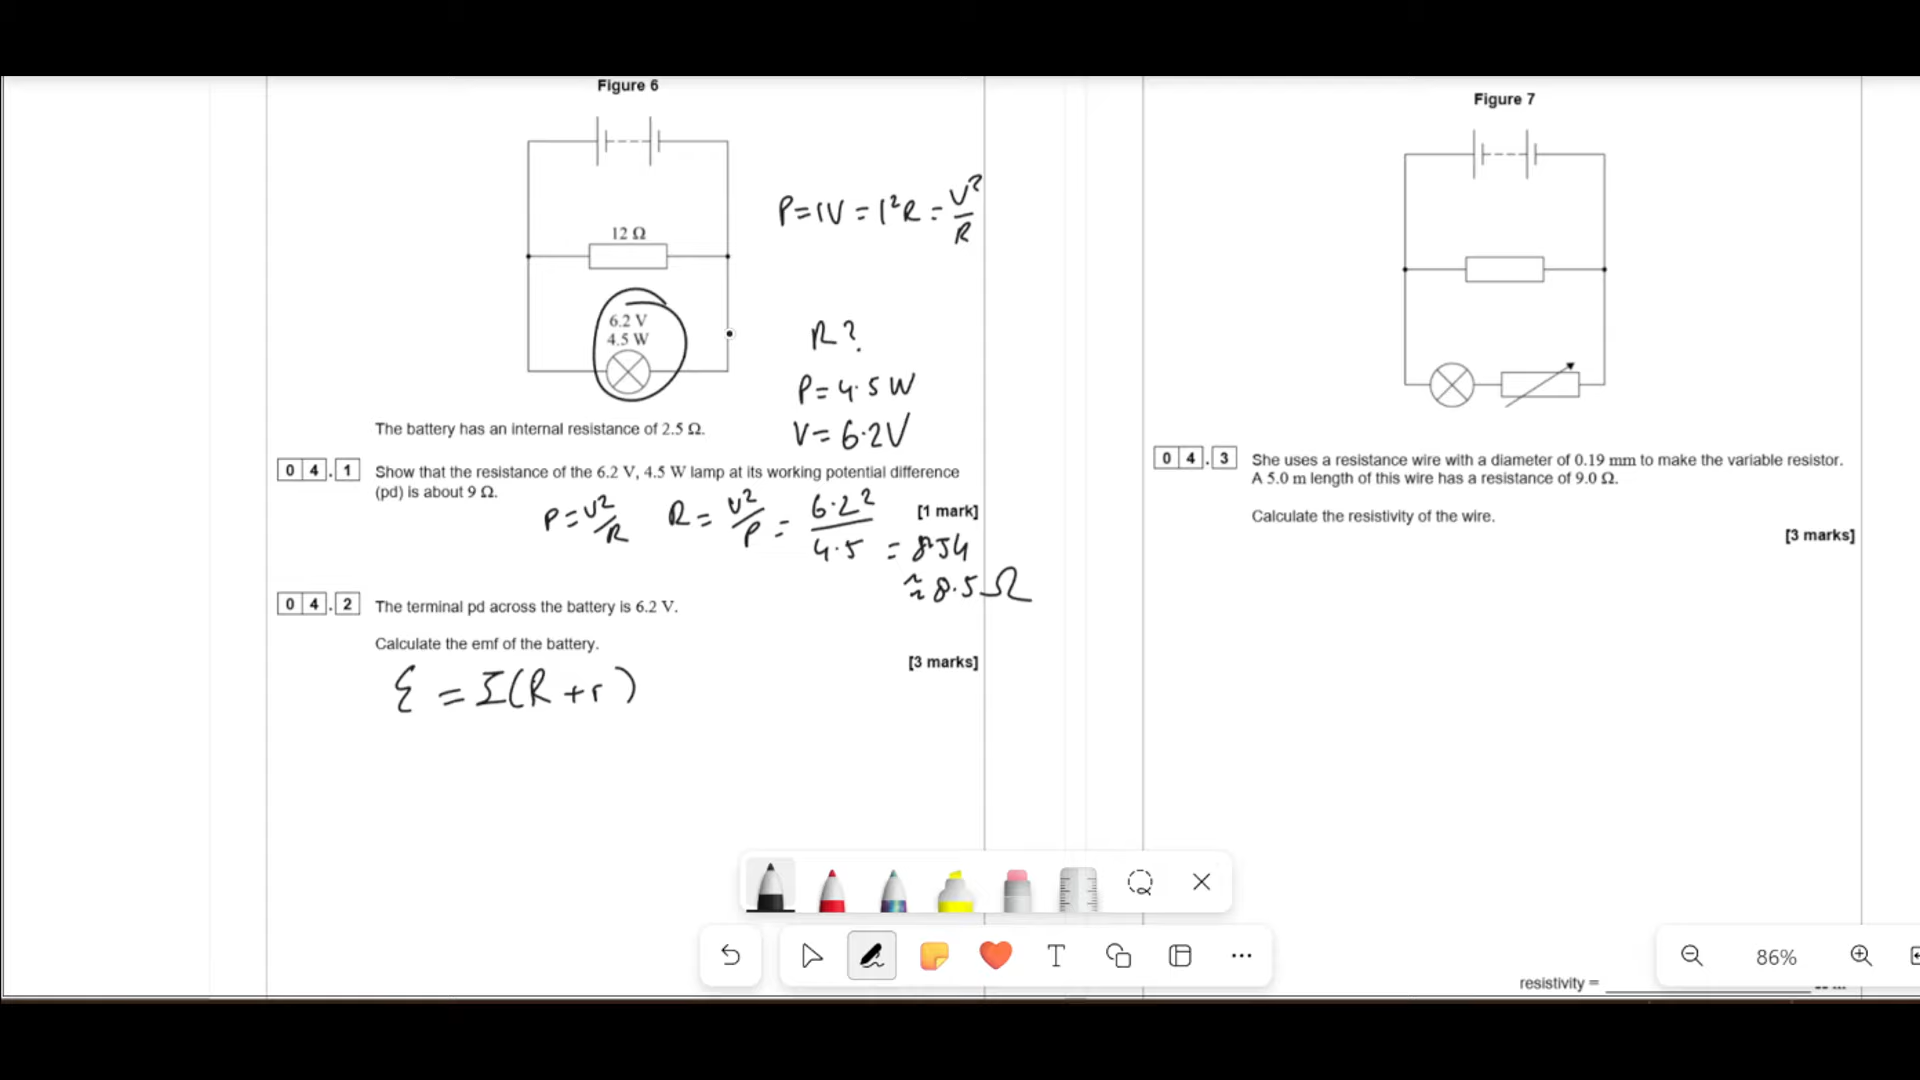 Figure 6
12 Ω
6.2 V
4.5 W
P=IV=I²R=V²/R
R?
P=4.5W
V=6.2V
The battery has an internal resistance of 2.5 Ω.
0 4 . 1 Show that the resistance of the 6.2 V, 4.5 W lamp at its working potential difference
(pd) is about 9 Ω.
[1 mark]
P=V²/R R=V²/P=6.2²/4.5=8.54
≈8.5Ω
0 4 . 2 The terminal pd across the battery is 6.2 V.
Calculate the emf of the battery.
[3 marks]
ε=I(R+r)
Figure 7
0 4 . 3 She uses a resistance wire with a diameter of 0.19 mm to make the variable resistor.
A 5.0 m length of this wire has a resistance of 9.0 Ω.
Calculate the resistivity of the wire.
[3 marks]
resistivity =
T
86%